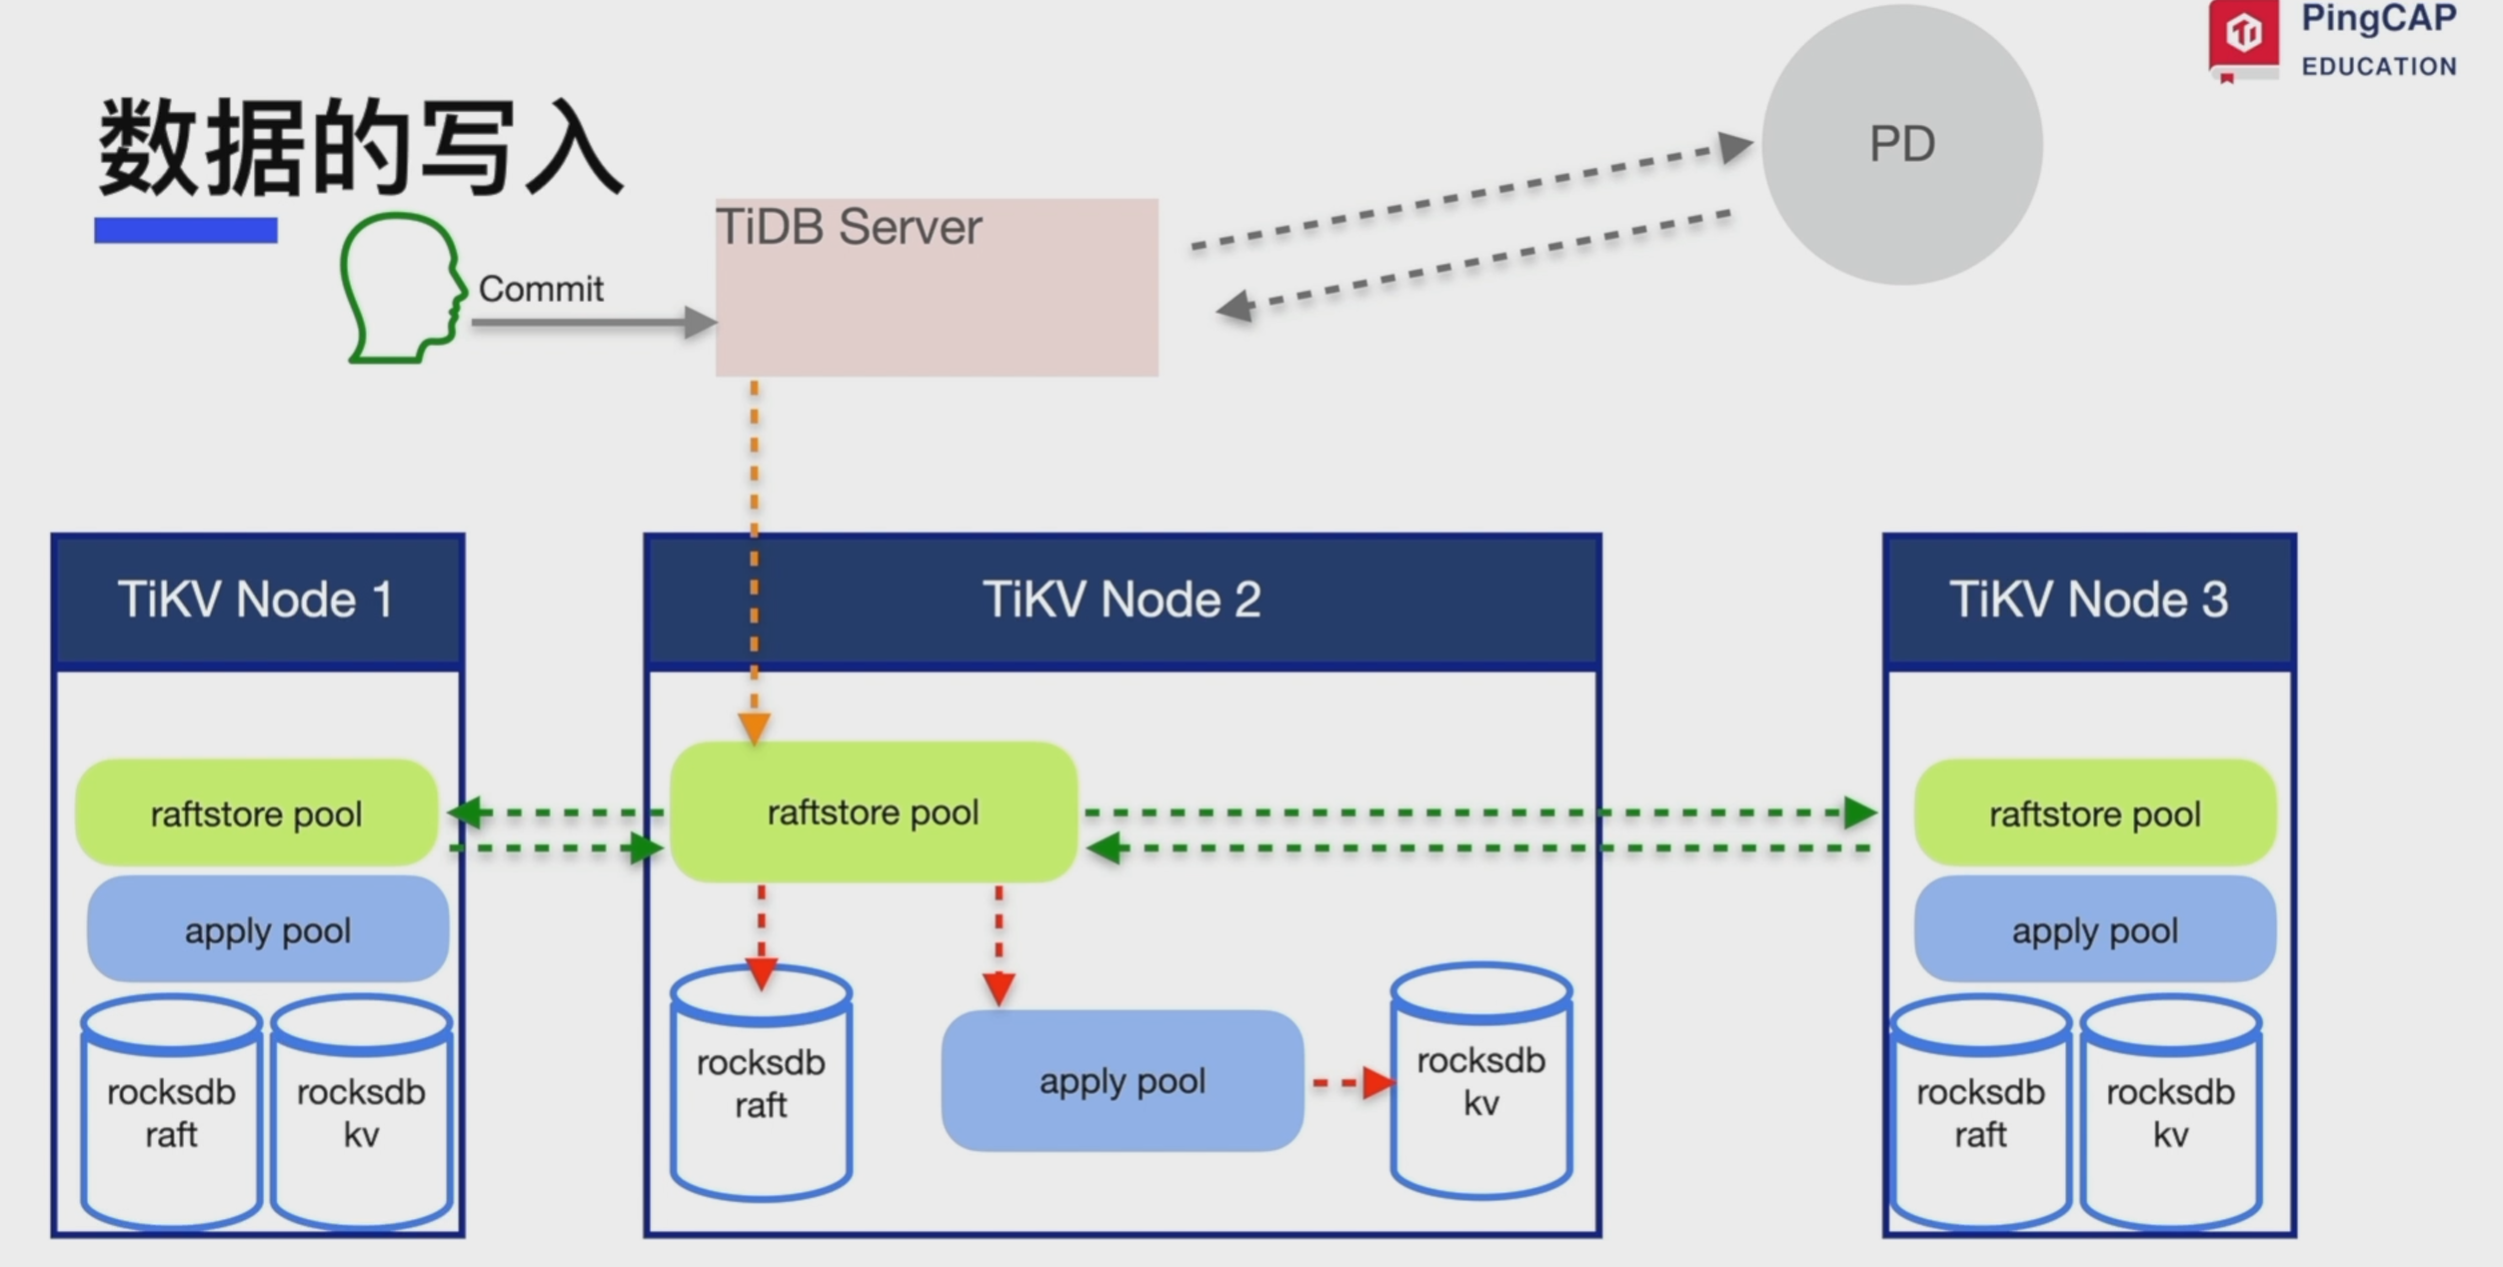 PingCAP
EDUCATION
数据的写入
PD
TiDB Server
Commit
TiKV Node 1
TiKV Node 2
TiKV Node 3
raftstore pool
raftstore pool
raftstore pool
apply pool
apply pool
apply pool
rocksdb
raft
rocksdb
kv
rocksdb
raft
rocksdb
kv
rocksdb
raft
rocksdb
kv